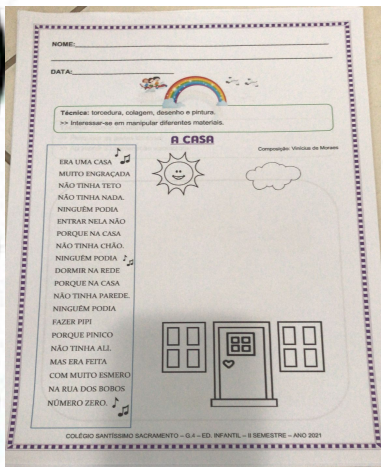 NOME:
DATA:
Técnica: torcedura, colagem, desenho e pintura.
>> Interessar-se em manipular diferentes materiais.
A CASA
Composição: Vinícius de Moraes
ERA UMA CASA
MUITO ENGRAÇADA
NÃO TINHA TETO
NÃO TINHA NADA.
NINGUÉM PODIA
ENTRAR NELA NÃO
PORQUE NA CASA
NÃO TINHA CHÃO.
NINGUÉM PODIA
DORMIR NA REDE
PORQUE NA CASA
NÃO TINHA PAREDE.
NINGUÉM PODIA
FAZER PIPI
PORQUE PINICO
NÃO TINHA ALI.
MAS ERA FEITA
COM MUITO ESMERO
NA RUA DOS BOBOS
NÚMERO ZERO.
COLÉGIO SANTÍSSIMO SACRAMENTO – G.4 – ED. INFANTIL – II SEMESTRE – ANO 2021